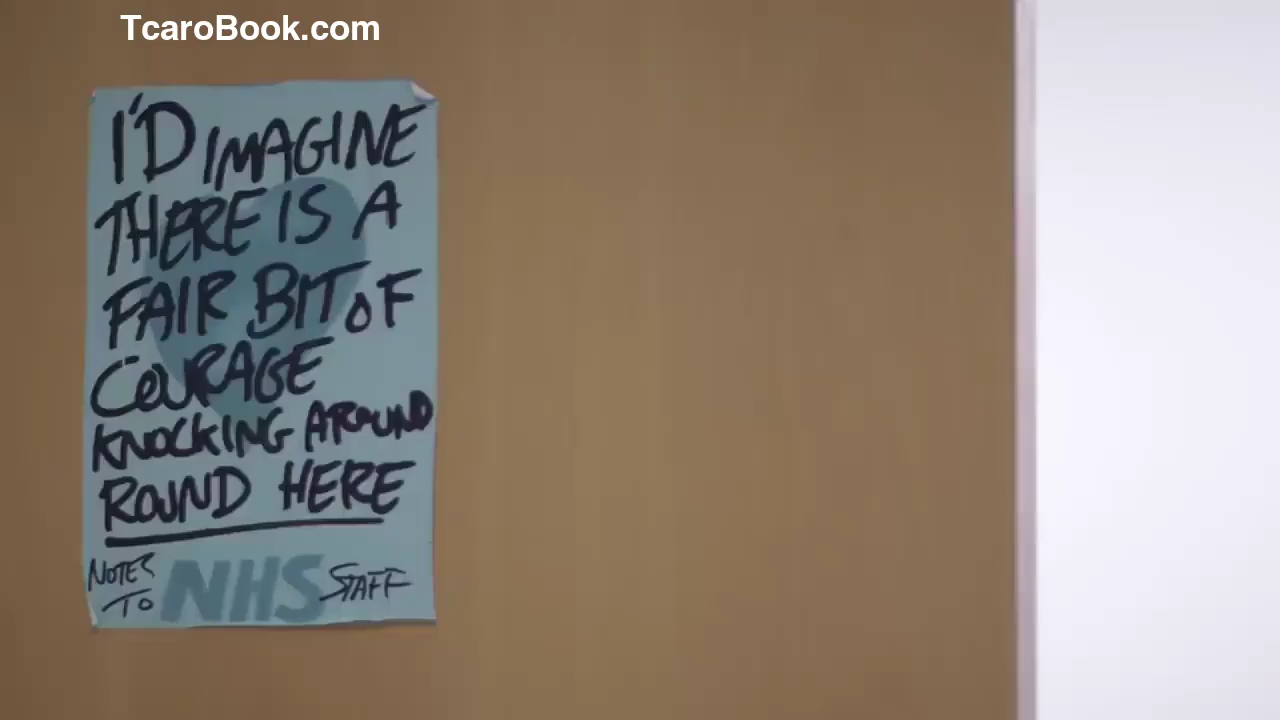 TcaroBook.com
I'D IMAGINE
THERE IS A
FAIR BIT OF
COURAGE
KNOCKING AROUND
ROUND HERE
NOTES TO NHS STAFF